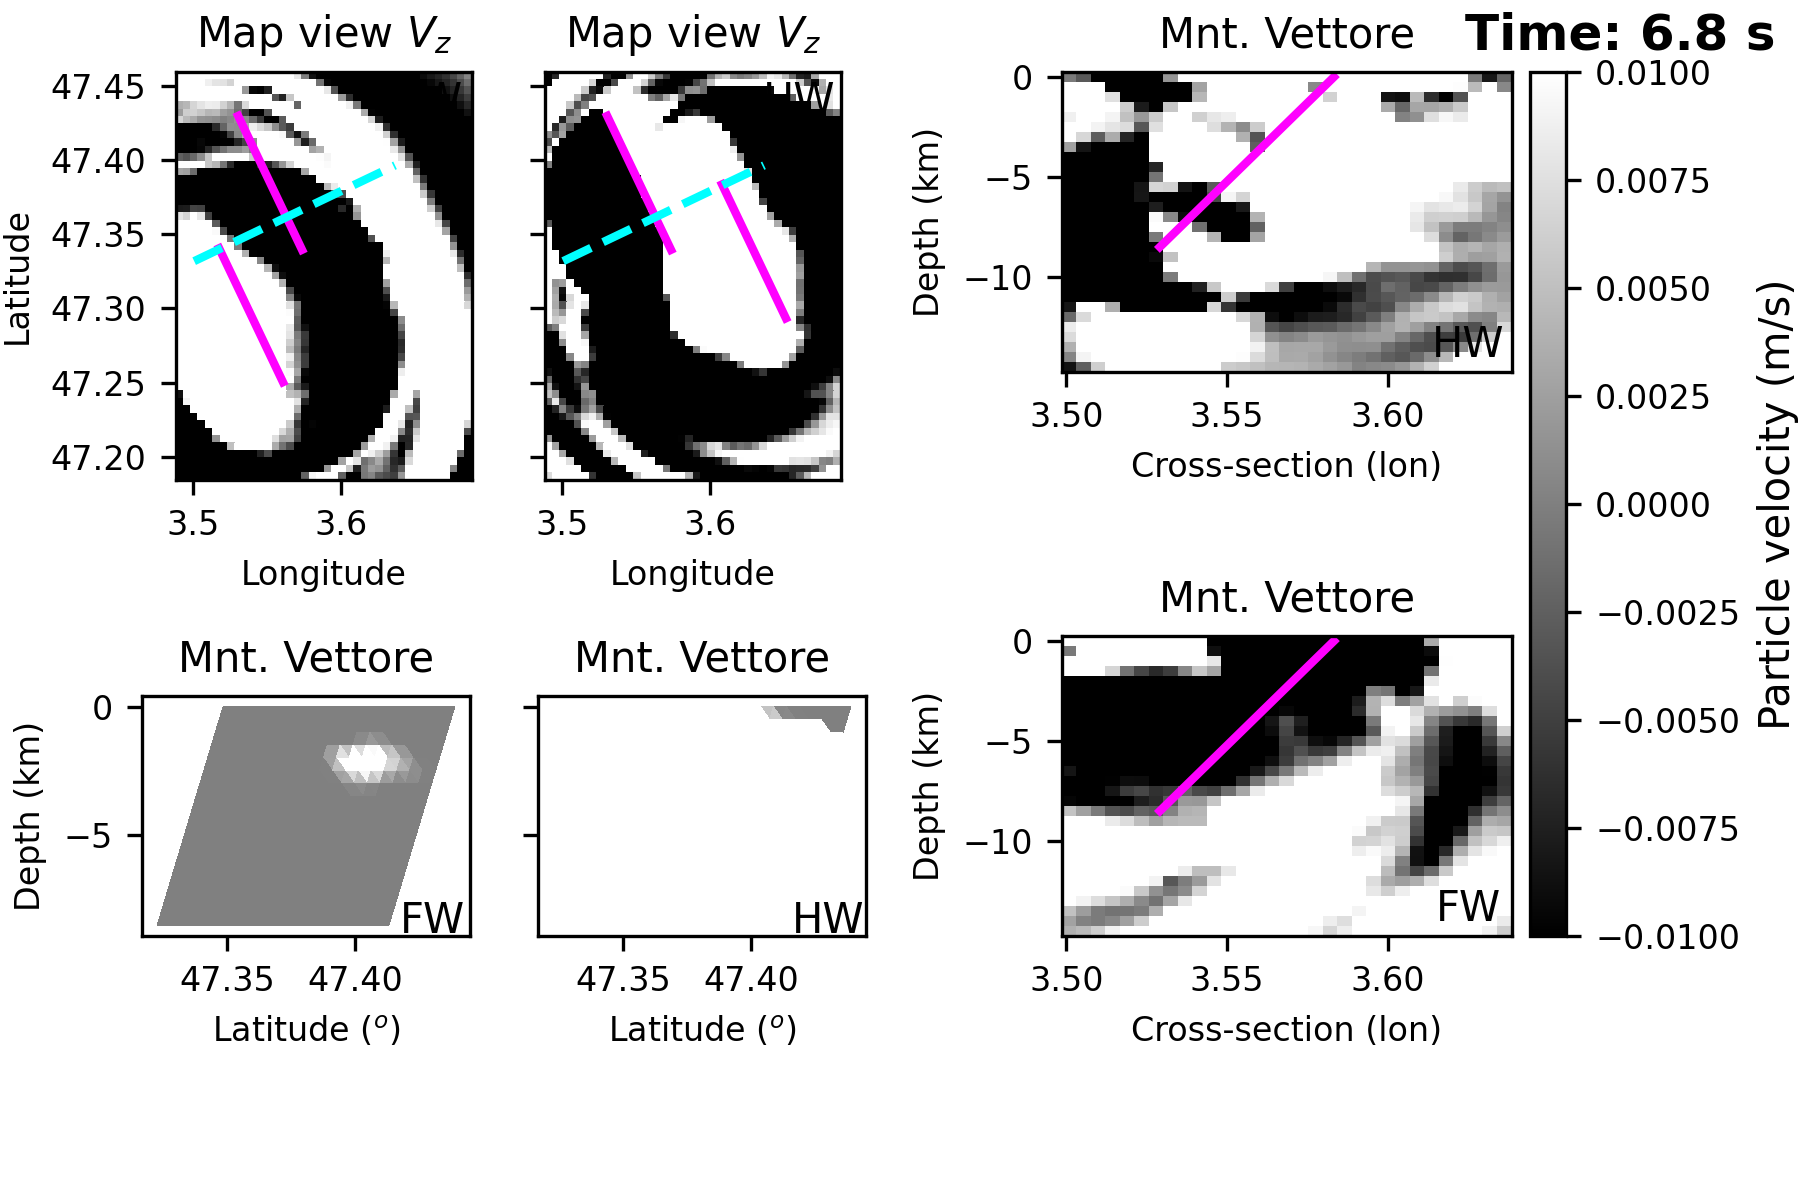 Map view Vz
Map view Vz
Mnt. Vettore
Time: 6.8 s
47.45
47.40
47.35
47.30
47.25
47.20
Latitude
3.5
3.6
Longitude
HW
3.5
3.6
Longitude
0
−5
−10
Depth (km)
HW
3.50
3.55
3.60
Cross-section (lon)
0.0100
0.0075
0.0050
0.0025
0.0000
−0.0025
−0.0050
−0.0075
−0.0100
Particle velocity (m/s)
Mnt. Vettore
0
−5
Depth (km)
FW
47.35
47.40
Latitude (o)
Mnt. Vettore
HW
47.35
47.40
Latitude (o)
Mnt. Vettore
0
−5
−10
Depth (km)
FW
3.50
3.55
3.60
Cross-section (lon)